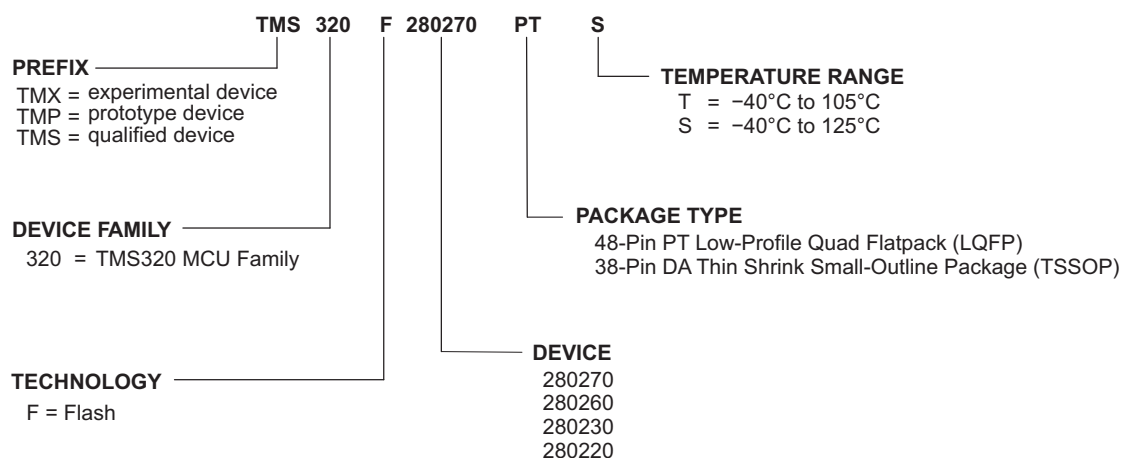 TMS 320 F 280270 PT S
PREFIX
TMX = experimental device
TMP = prototype device
TMS = qualified device
TEMPERATURE RANGE
T = −40°C to 105°C
S = −40°C to 125°C
DEVICE FAMILY
320 = TMS320 MCU Family
PACKAGE TYPE
48-Pin PT Low-Profile Quad Flatpack (LQFP)
38-Pin DA Thin Shrink Small-Outline Package (TSSOP)
TECHNOLOGY
F = Flash
DEVICE
280270
280260
280230
280220